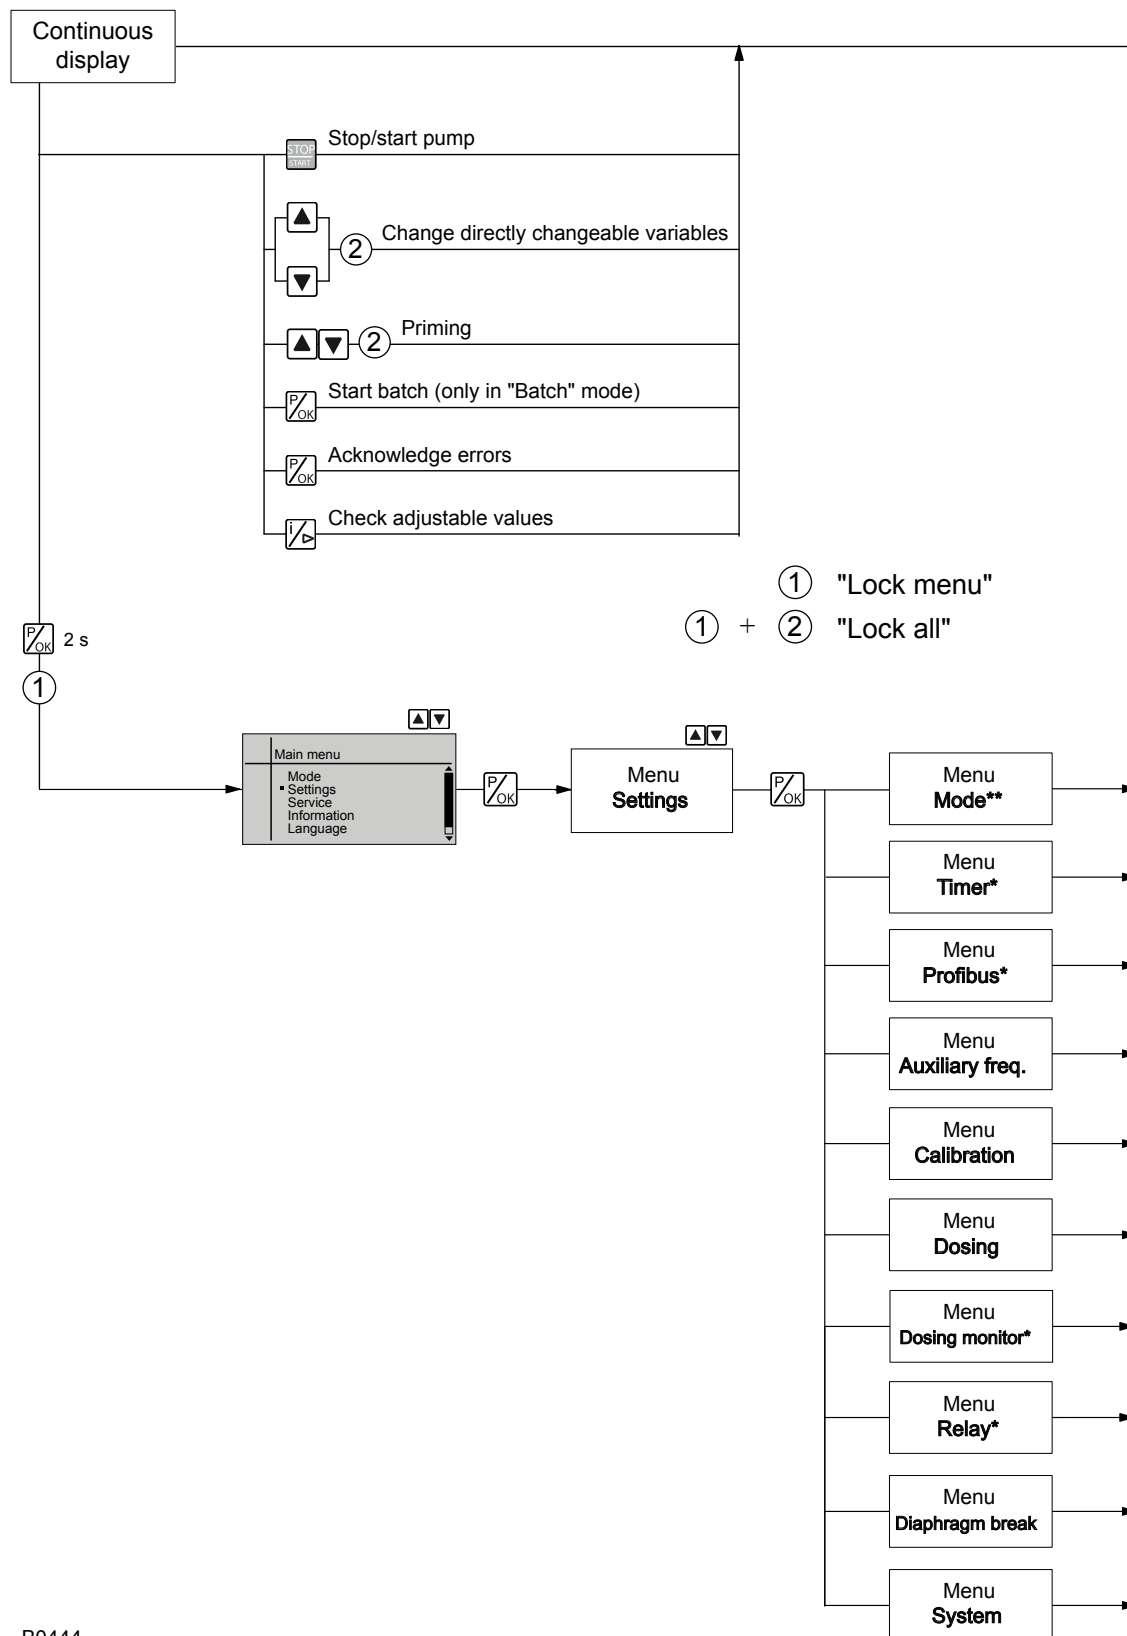 Continuous
display
STOP
START
Stop/start pump
2
Change directly changeable variables
2
Priming
P/OK
Start batch (only in "Batch" mode)
P/OK
Acknowledge errors
i/
Check adjustable values
1 "Lock menu"
1 + 2 "Lock all"
P/OK 2 s
1
Main menu
Mode
Settings
Service
Information
Language
P/OK
Menu
Settings
P/OK
Menu
Mode**
Menu
Timer*
Menu
Profibus*
Menu
Auxiliary freq.
Menu
Calibration
Menu
Dosing
Menu
Dosing monitor*
Menu
Relay*
Menu
Diaphragm break
Menu
System